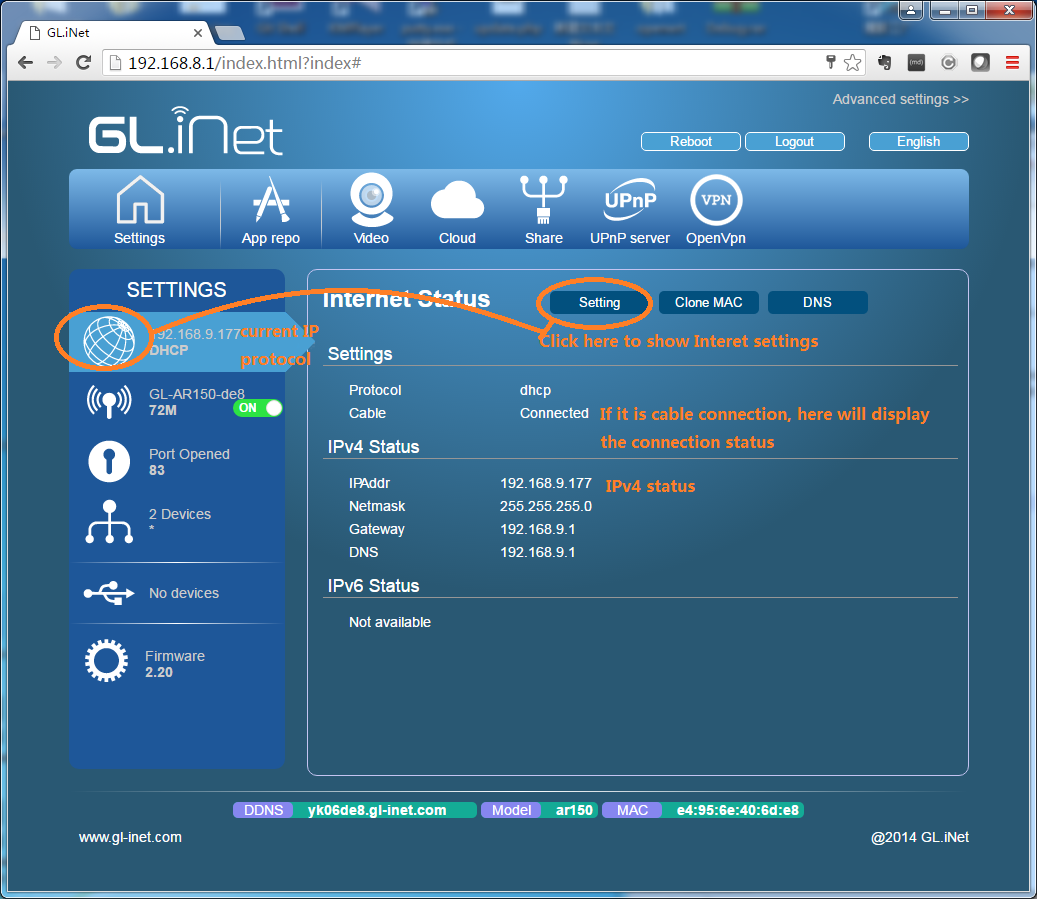 GL.iNet
192.168.8.1/index.html?index#
Advanced settings >>
GL.iNet
Reboot
Logout
English
Settings
App repo
Video
Cloud
Share
UPnP
UPnP server
VPN
OpenVpn
SETTINGS
192.168.9.177
DHCP
current IP
protocol
GL-AR150-de8
72M
ON
Port Opened
83
2 Devices
*
No devices
Firmware
2.20
Internet Status
Setting
Clone MAC
DNS
Click here to show Interet settings
Settings
Protocol dhcp
Cable Connected
If it is cable connection, here will display
the connection status
IPv4 Status
IPAddr 192.168.9.177
IPv4 status
Netmask 255.255.255.0
Gateway 192.168.9.1
DNS 192.168.9.1
IPv6 Status
Not available
DDNS yk06de8.gl-inet.com Model ar150 MAC e4:95:6e:40:6d:e8
www.gl-inet.com
@2014 GL.iNet